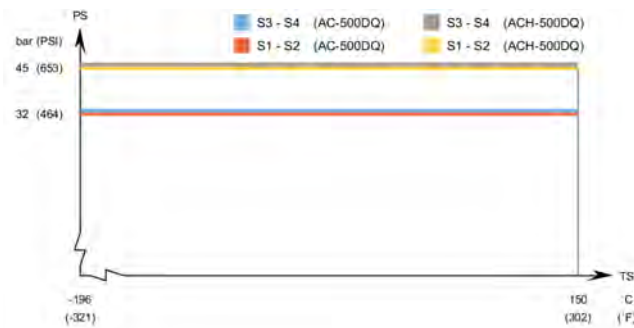 PS
bar (PSI)
S3 - S4 (AC-500DQ)
S3 - S4 (ACH-500DQ)
S1 - S2 (AC-500DQ)
S1 - S2 (ACH-500DQ)
45 (653)
32 (464)
TS
-196
150
˚C
(-321)
(302)
(˚F)